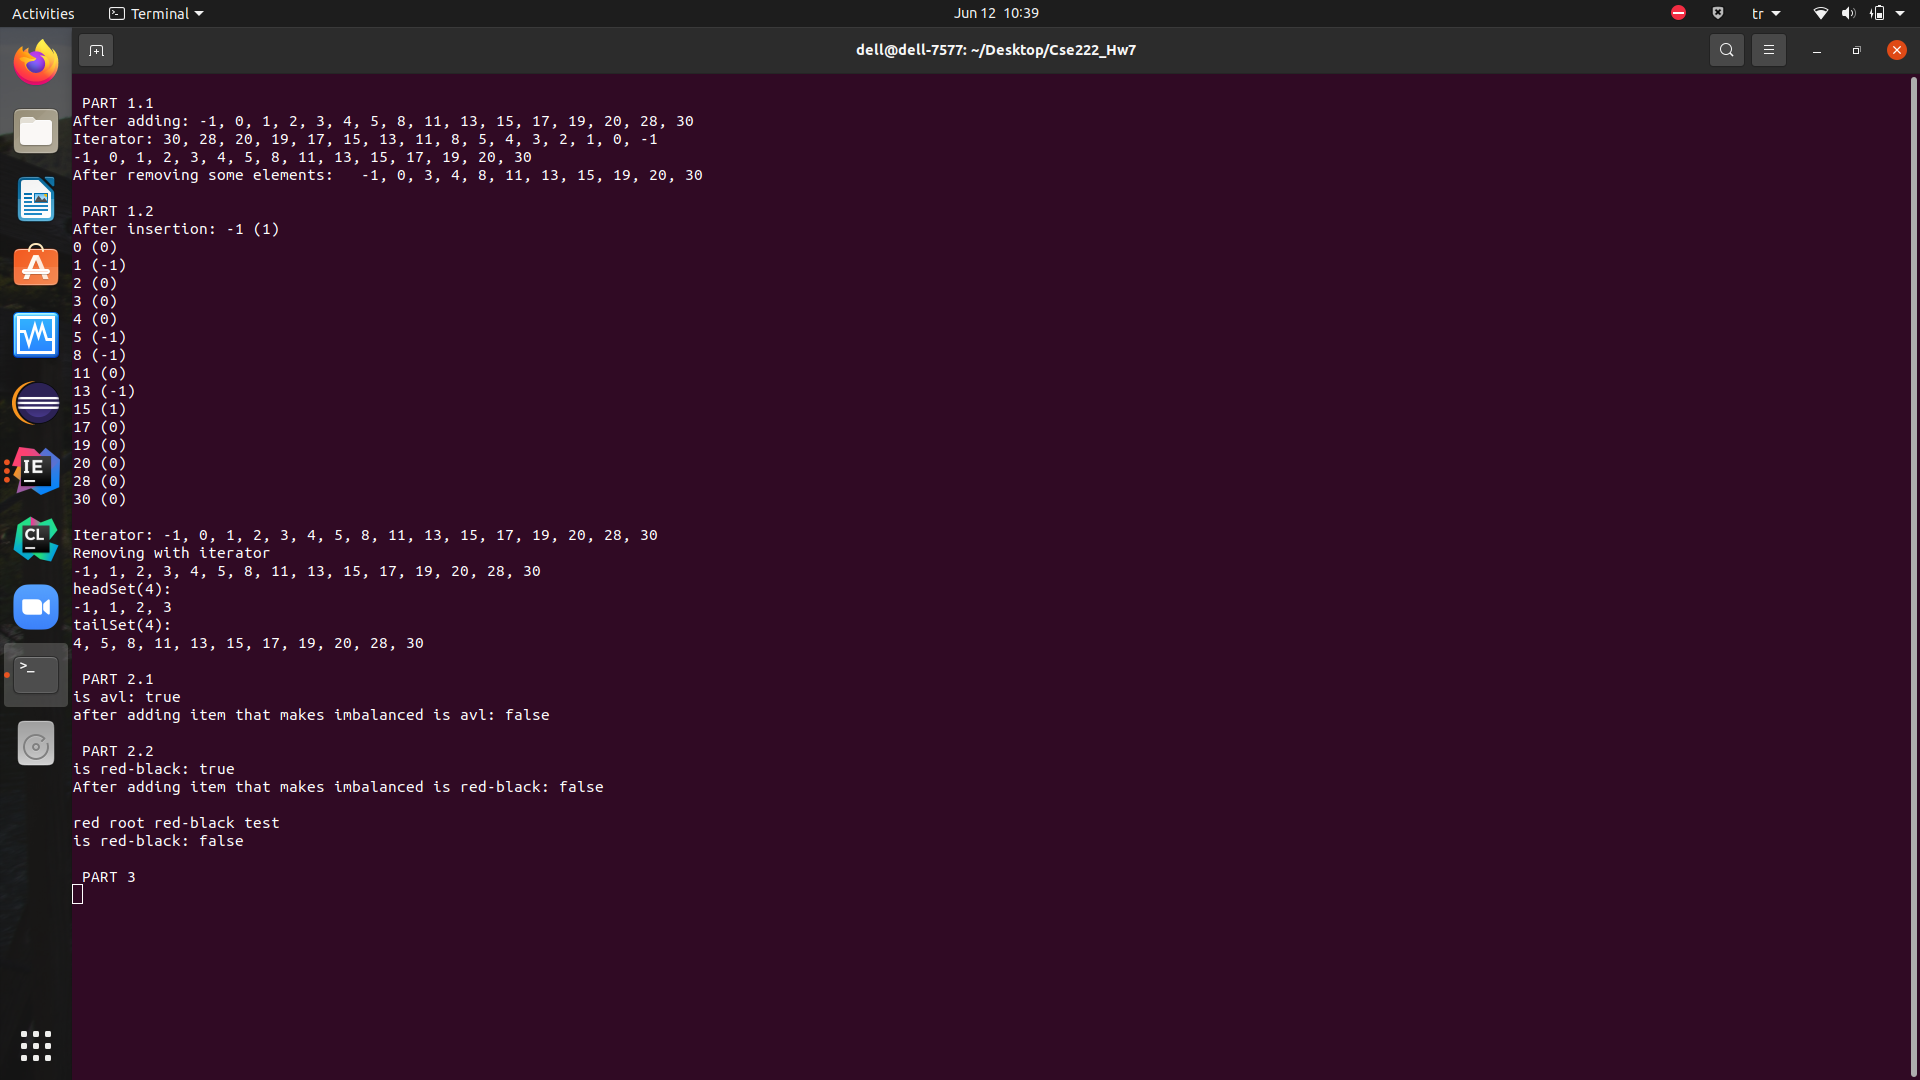 Activities
Terminal
Jun 12 10:39
tr
dell@dell-7577: ~/Desktop/Cse222_Hw7
PART 1.1
After adding: -1, 0, 1, 2, 3, 4, 5, 8, 11, 13, 15, 17, 19, 20, 28, 30
Iterator: 30, 28, 20, 19, 17, 15, 13, 11, 8, 5, 4, 3, 2, 1, 0, -1
-1, 0, 1, 2, 3, 4, 5, 8, 11, 13, 15, 17, 19, 20, 30
After removing some elements:   -1, 0, 3, 4, 8, 11, 13, 15, 19, 20, 30
PART 1.2
After insertion: -1 (1)
0 (0)
1 (-1)
2 (0)
3 (0)
4 (0)
5 (-1)
8 (-1)
11 (0)
13 (-1)
15 (1)
17 (0)
19 (0)
20 (0)
28 (0)
30 (0)
Iterator: -1, 0, 1, 2, 3, 4, 5, 8, 11, 13, 15, 17, 19, 20, 28, 30
Removing with iterator
-1, 1, 2, 3, 4, 5, 8, 11, 13, 15, 17, 19, 20, 28, 30
headSet(4):
-1, 1, 2, 3
tailSet(4):
4, 5, 8, 11, 13, 15, 17, 19, 20, 28, 30
PART 2.1
is avl: true
after adding item that makes imbalanced is avl: false
PART 2.2
is red-black: true
After adding item that makes imbalanced is red-black: false
red root red-black test
is red-black: false
PART 3
IE
CL
>_